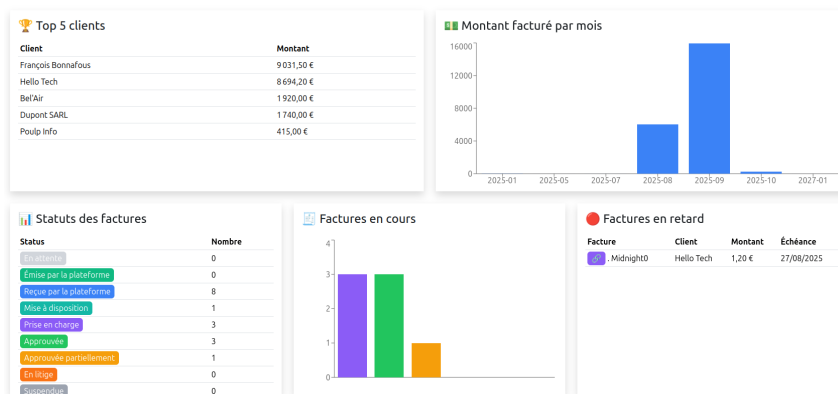 Top 5 clients
Client Montant
François Bonnafous 9 031,50 €
Hello Tech 8 694,20 €
Bel'Air 1 920,00 €
Dupont SARL 1 740,00 €
Poulp Info 415,00 €
Montant facturé par mois
16000
12000
8000
4000
0
2025-01 2025-05 2025-07 2025-08 2025-09 2025-10 2027-01
Statuts des factures
Status Nombre
En attente 0
Émise par la plateforme 0
Reçue par la plateforme 8
Mise à disposition 1
Prise en charge 3
Approuvée 3
Approuvée partiellement 1
En litige 0
Suspendue 0
Factures en cours
4
3
2
1
0
Factures en retard
Facture Client Montant Échéance
. Midnight0 Hello Tech 1,20 € 27/08/2025